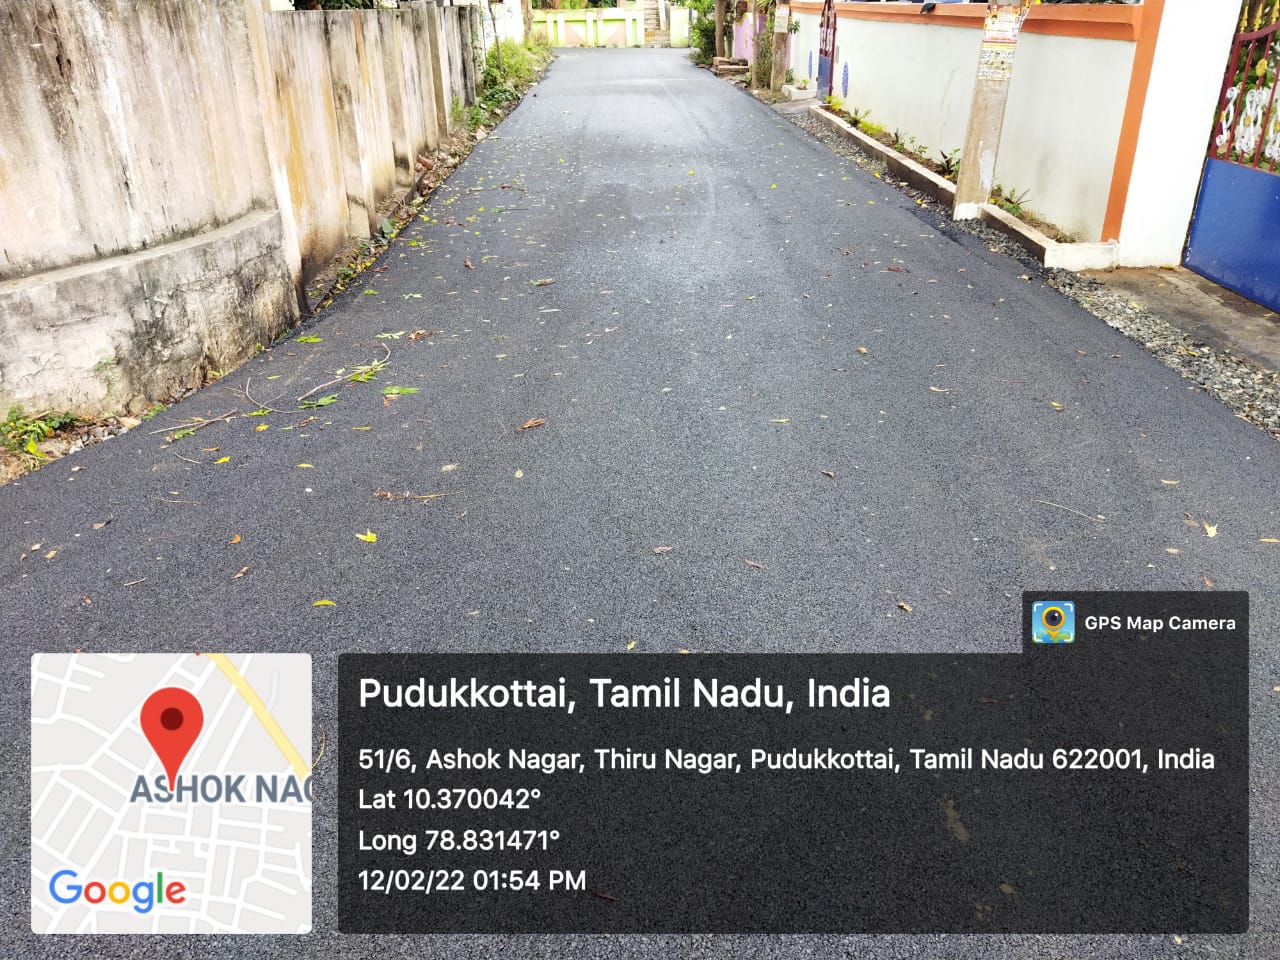 GPS Map Camera
Pudukkottai, Tamil Nadu, India
51/6, Ashok Nagar, Thiru Nagar, Pudukkottai, Tamil Nadu 622001, India
Lat 10.370042°
Long 78.831471°
12/02/22 01:54 PM
ASHOK NAG
Google